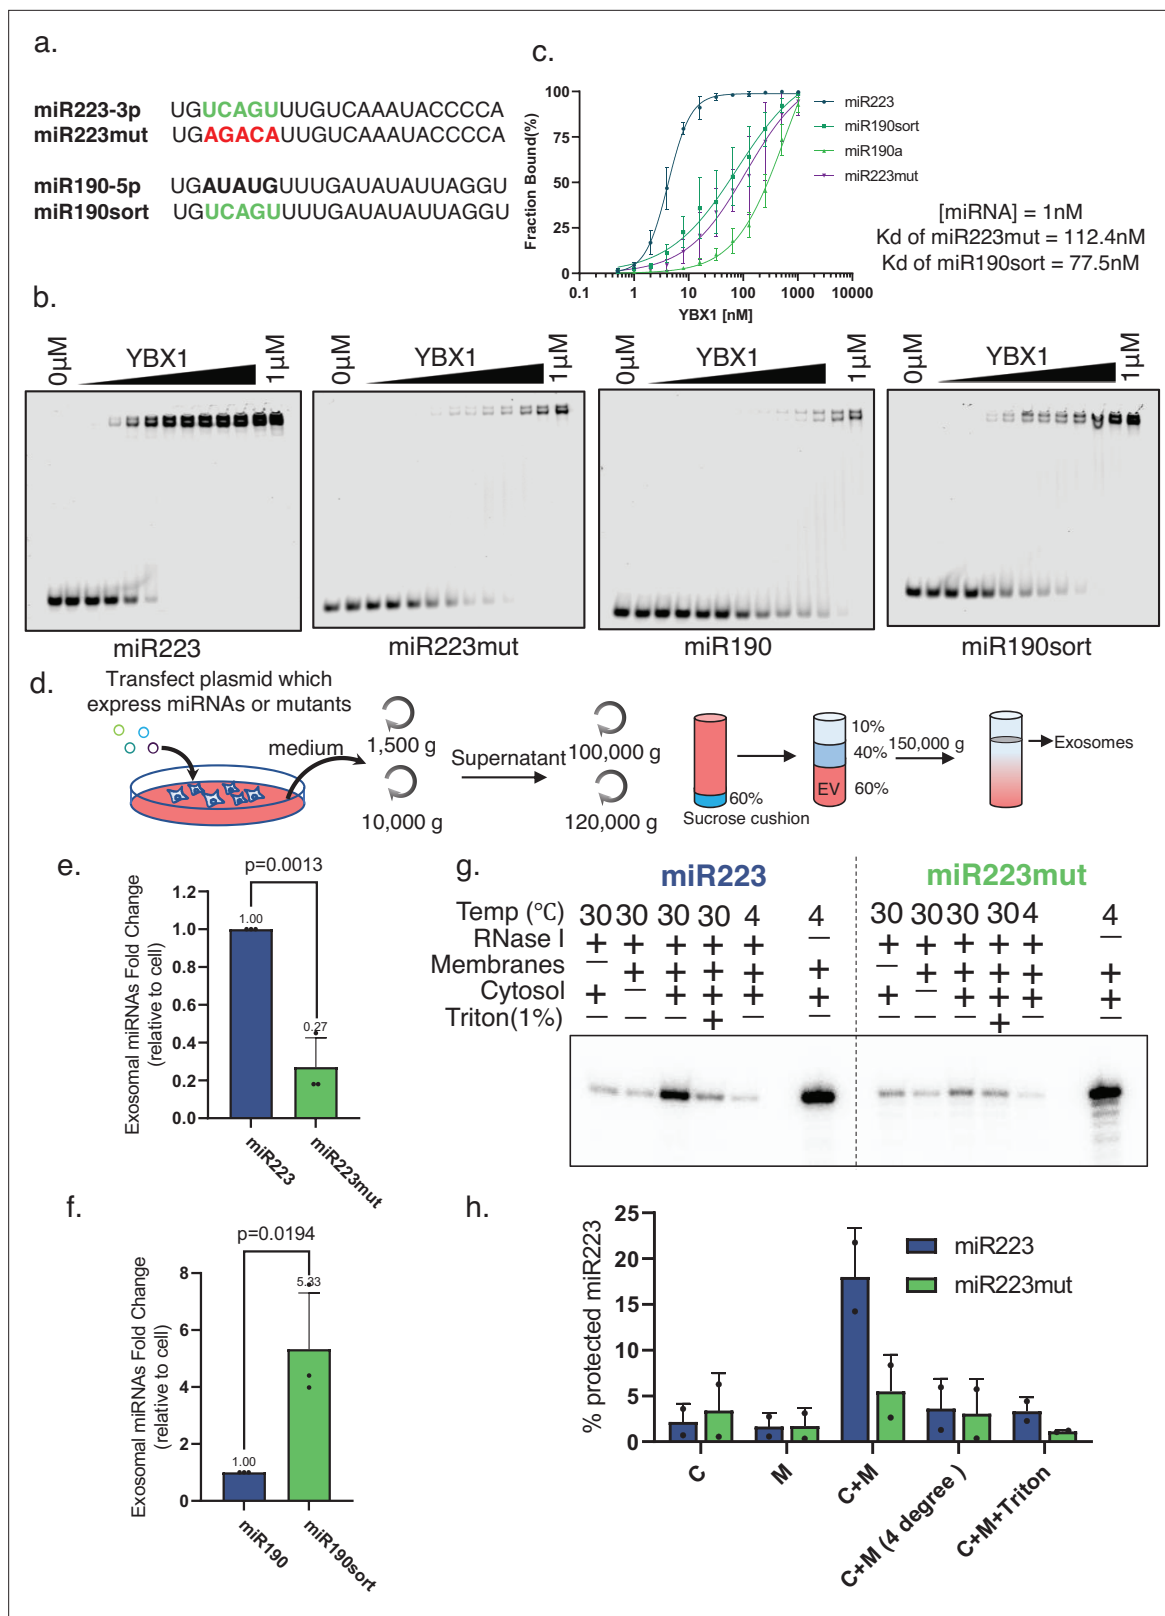 a.
miR223-3p UGUCAGUUUGUCAAAUACCCCA
miR223mut UGAGACAUUGUCAAAUACCCCA
miR190-5p UGAUAUGUUUGAUAUAUUAGGU
miR190sort UGUCAGUUUUGAUAUAUUAGGU
c.
100
75
50
25
0
Fraction Bound(%)
0.1 1 10 100 1000 10000
YBX1 [nM]
miR223
miR190sort
miR190a
miR223mut
[miRNA] = 1nM
Kd of miR223mut = 112.4nM
Kd of miR190sort = 77.5nM
b.
0μM YBX1 1μM
0μM YBX1 1μM
0μM YBX1 1μM
0μM YBX1 1μM
miR223
miR223mut
miR190
miR190sort
d.
Transfect plasmid which
express miRNAs or mutants
medium
1,500 g
10,000 g
Supernatant
100,000 g
120,000 g
60%
Sucrose cushion
10%
40%
EV 60%
150,000 g
Exosomes
e.
p=0.0013
Exosomal miRNAs Fold Change
(relative to cell)
1.2
1.0
0.8
0.6
0.4
0.2
0.0
1.00
0.27
miR223
miR223mut
f.
p=0.0194
Exosomal miRNAs Fold Change
(relative to cell)
8
6
4
2
0
1.00
5.33
miR190
miR190sort
g.
miR223 miR223mut
Temp (°C) 30 30 30 30 4 4 30 30 30 30 4 4
RNase I + + + + + — + + + + + —
Membranes — + + + + + — + + + + +
Cytosol + — + + + + + — + + + +
Triton(1%) — — — + — — — — — + — —
h.
% protected miR223
25
20
15
10
5
0
miR223
miR223mut
C
M
C+M
C+M (4 degree )
C+M+Triton